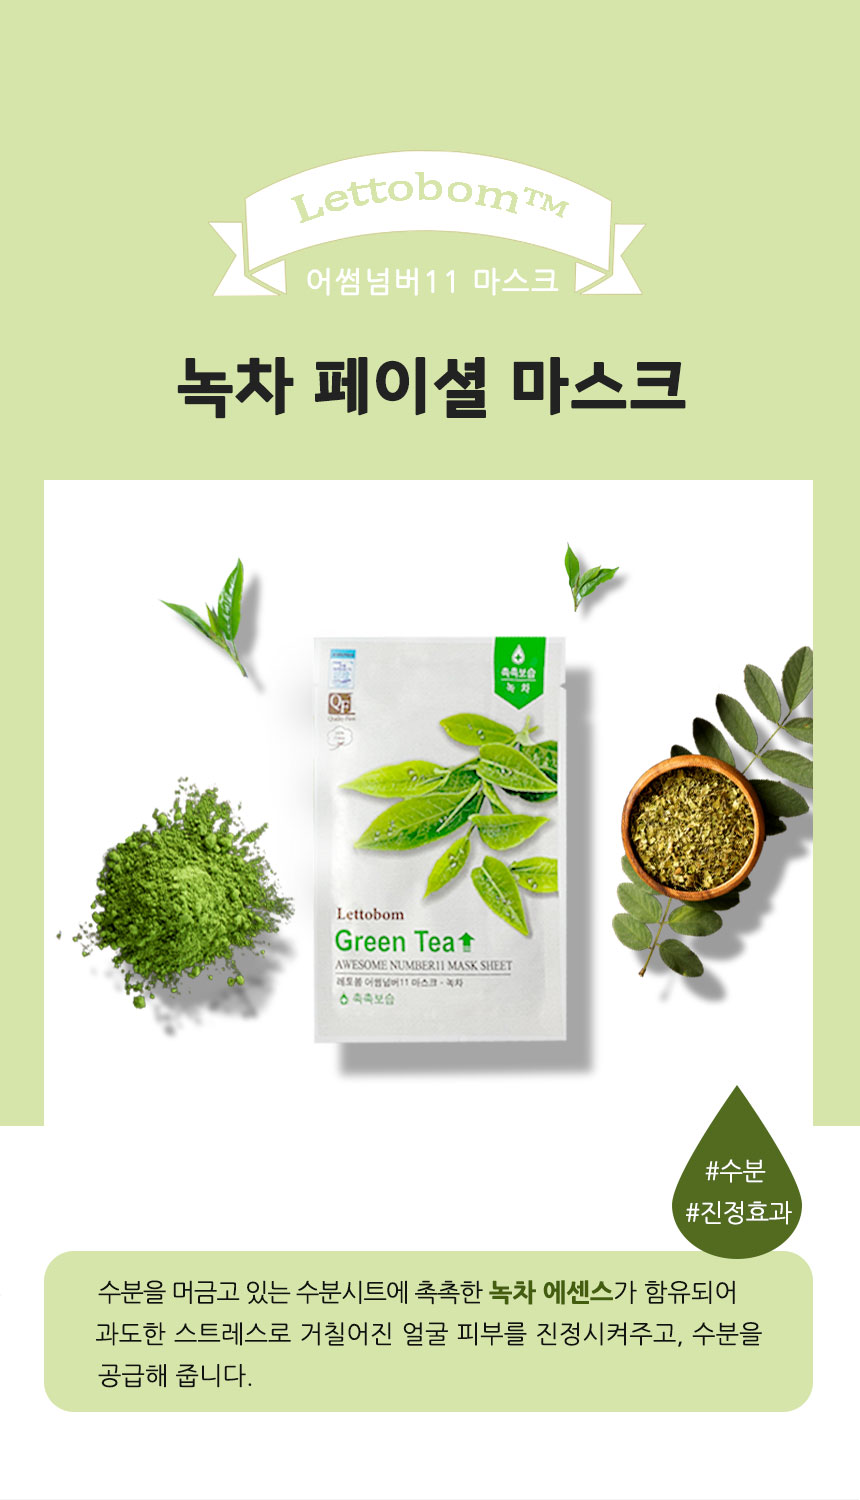 Lettobom™
어썸넘버11 마스크
녹차 페이셜 마스크
촉촉보습
녹 차
QF
Quality First
Lettobom
Green Tea
AWESOME NUMBER11 MASK SHEET
레토봄 어썸넘버11 마스크 - 녹차
촉촉보습
#수분
#진정효과
수분을 머금고 있는 수분시트에 촉촉한 녹차 에센스가 함유되어
과도한 스트레스로 거칠어진 얼굴 피부를 진정시켜주고, 수분을
공급해 줍니다.